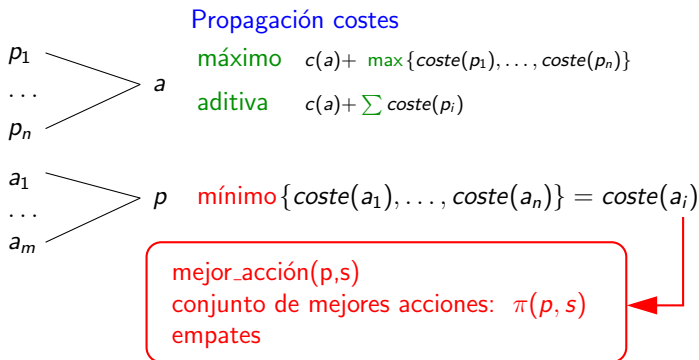 Propagación costes
p₁
máximo c(a)+ max{coste(p₁), . . . , coste(pₙ)}
. . . a
aditiva c(a)+ ∑ coste(pᵢ)
pₙ
a₁
. . . p mínimo{coste(a₁), . . . , coste(aₙ)} = coste(aᵢ)
aₘ
mejor_acción(p,s)
conjunto de mejores acciones: π(p, s)
empates